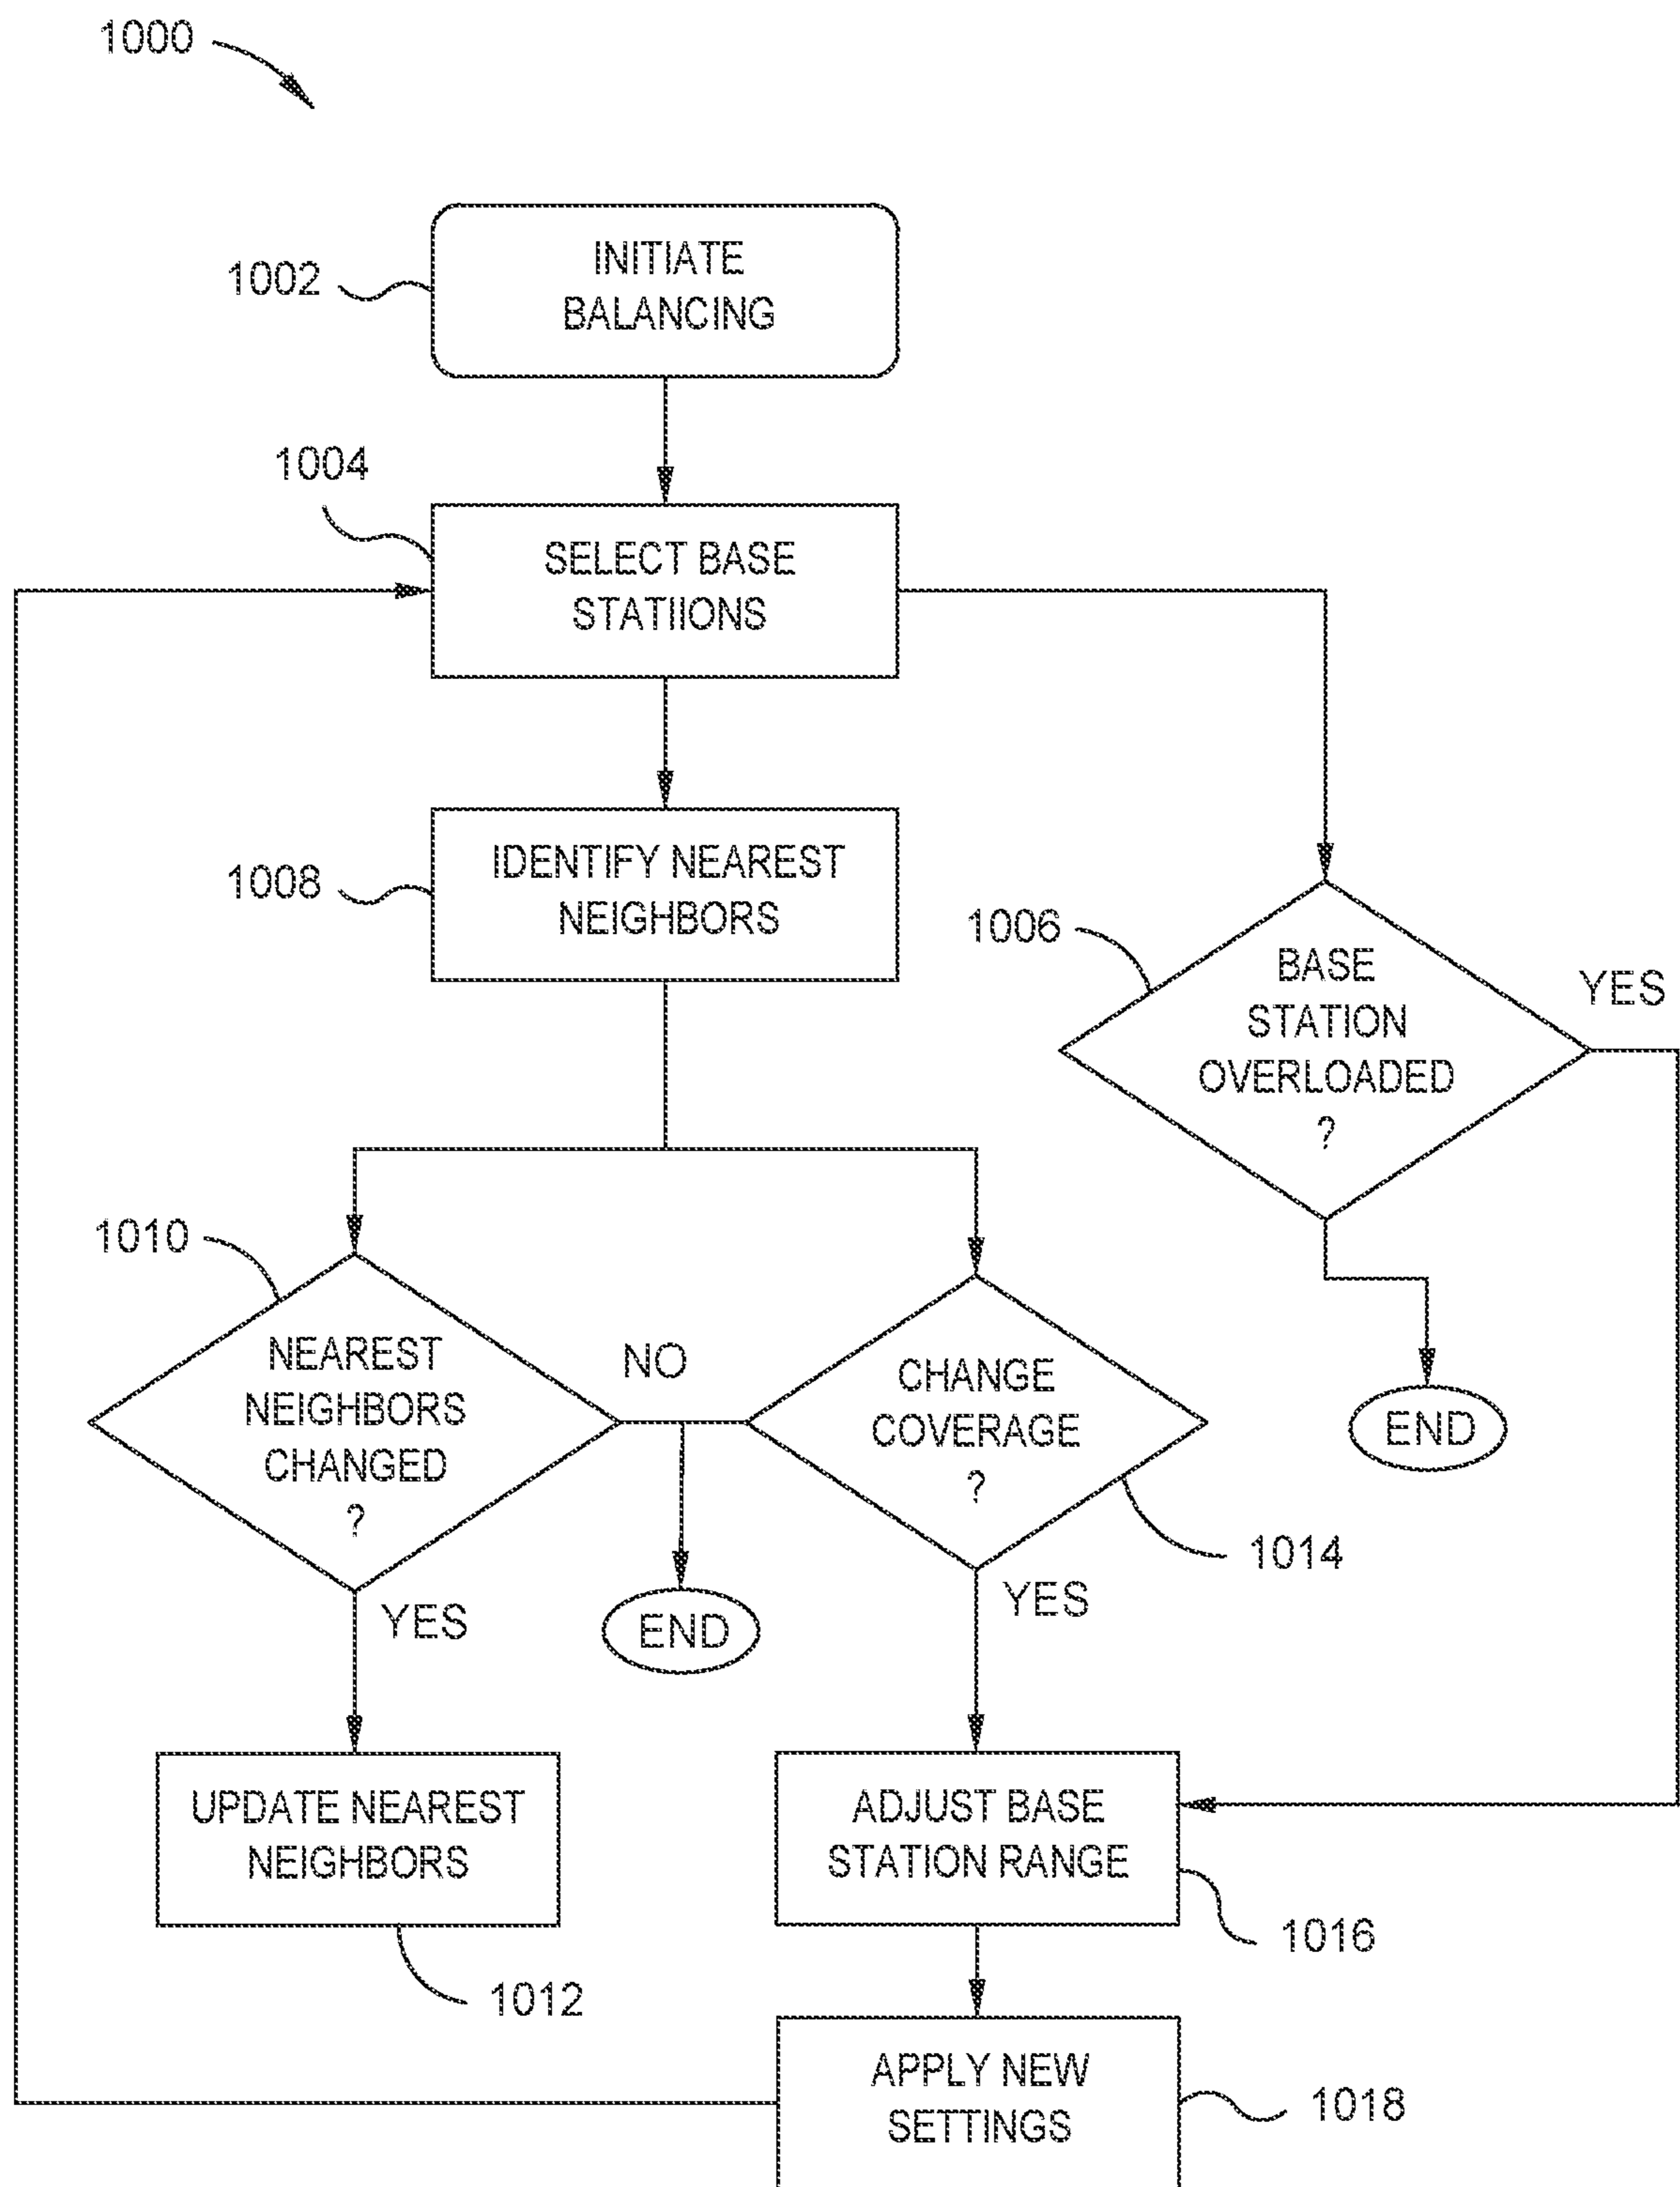 1000
1002
INITIATE
BALANCING
1004
SELECT BASE
STATIIONS
1008
IDENTIFY NEAREST
NEIGHBORS
1006
BASE
STATION
OVERLOADED
?
YES
1010
NEAREST
NEIGHBORS
CHANGED
?
NO
CHANGE
COVERAGE
?
END
1014
YES
END
YES
UPDATE NEAREST
NEIGHBORS
1012
ADJUST BASE
STATION RANGE
1016
APPLY NEW
SETTINGS
1018